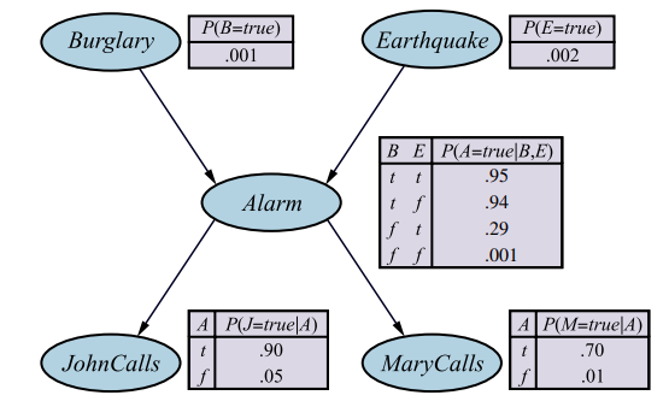 Burglary
P(B=true)
.001
Earthquake
P(E=true)
.002
B E P(A=true|B,E)
t t .95
t f .94
f t .29
f f .001
Alarm
JohnCalls
A P(J=true|A)
t .90
f .05
MaryCalls
A P(M=true|A)
t .70
f .01